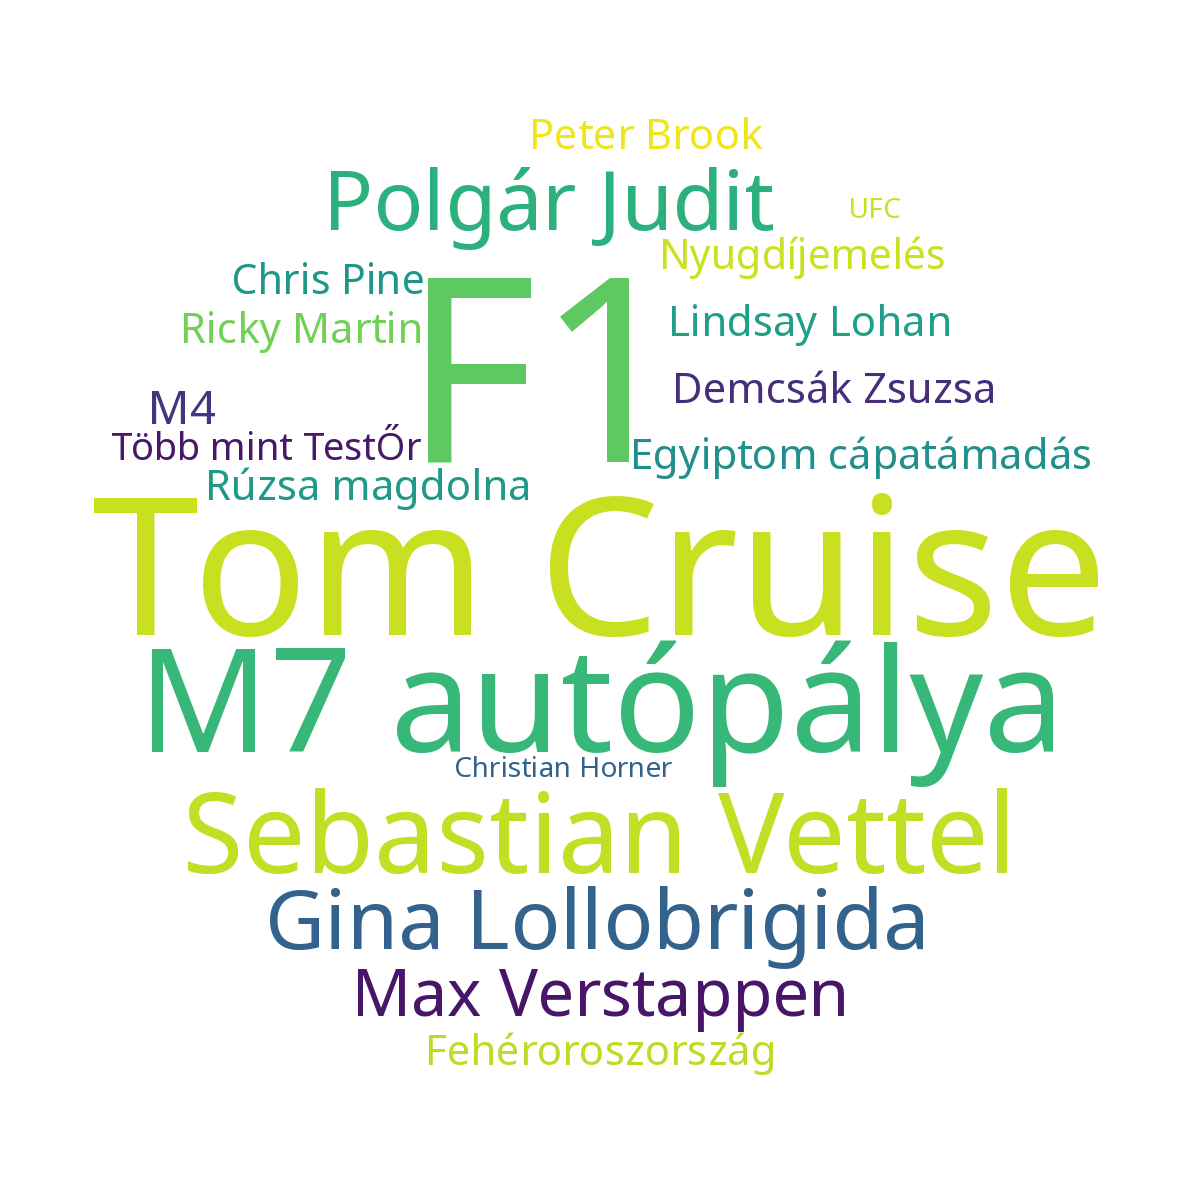 Peter Brook
Polgár Judit
UFC
Nyugdíjemelés
Chris Pine
F1
Ricky Martin
Lindsay Lohan
Demcsák Zsuzsa
M4
Több mint TestŐr
Egyiptom cápatámadás
Rúzsa magdolna
Tom Cruise
M7 autópálya
Christian Horner
Sebastian Vettel
Gina Lollobrigida
Max Verstappen
Fehéroroszország